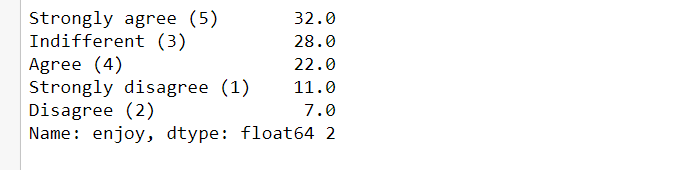 Strongly agree (5) 32.0
Indifferent (3) 28.0
Agree (4) 22.0
Strongly disagree (1) 11.0
Disagree (2) 7.0
Name: enjoy, dtype: float64 2